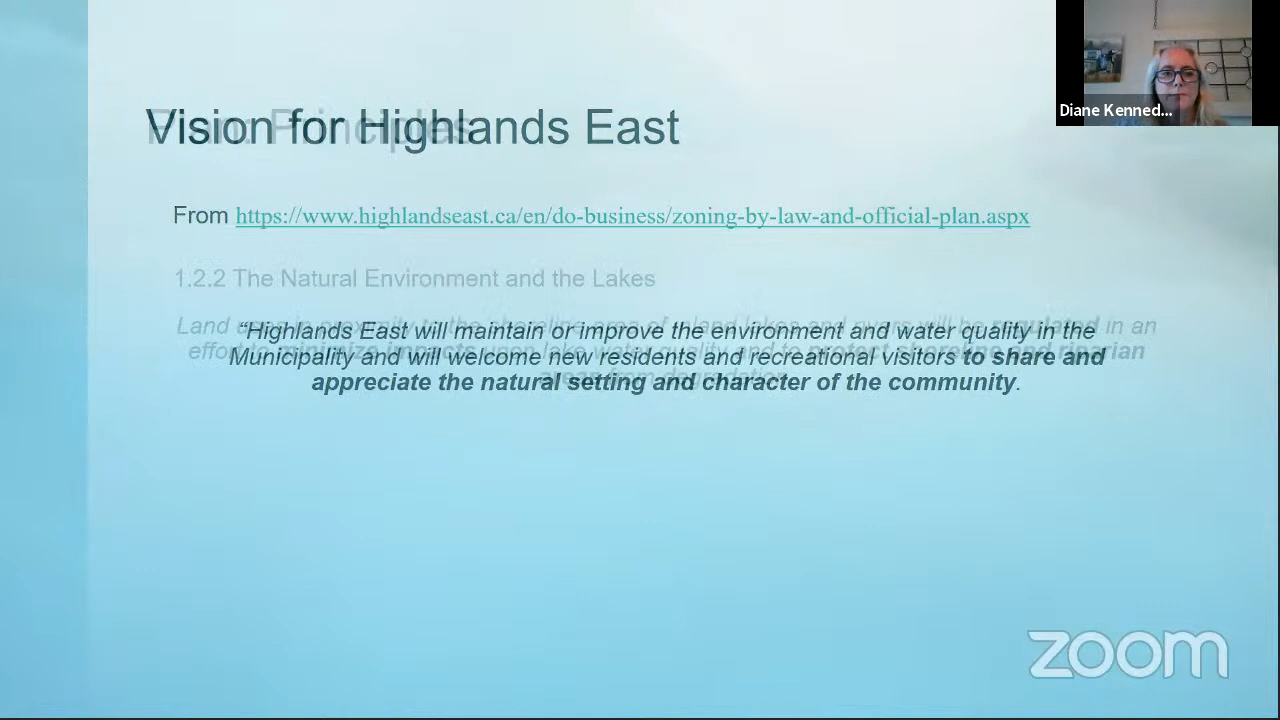 Diane Kenned...
Vision for Highlands East
From https://www.highlandseast.ca/en/do-business/zoning-by-law-and-official-plan.aspx
1.2.2 The Natural Environment and the Lakes
“Highlands East will maintain or improve the environment and water quality in the
Municipality and will welcome new residents and recreational visitors to share and
appreciate the natural setting and character of the community.
zoom